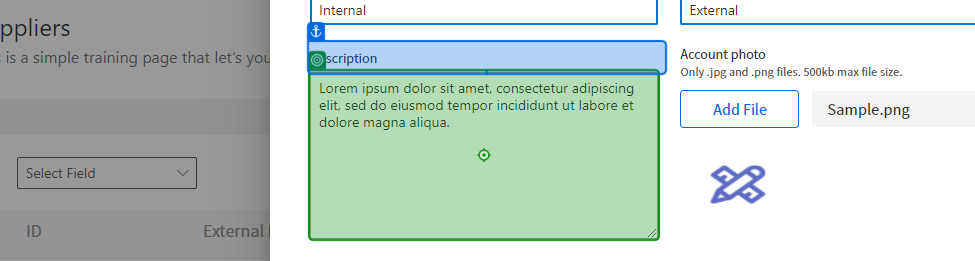 Internal
External
ppliers
is a simple training page that let's you
scription
Account photo
Only .jpg and .png files. 500kb max file size.
Lorem ipsum dolor sit amet, consectetur adipiscing
elit, sed do eiusmod tempor incididunt ut labore et
dolore magna aliqua.
Add File
Sample.png
Select Field
ID
External